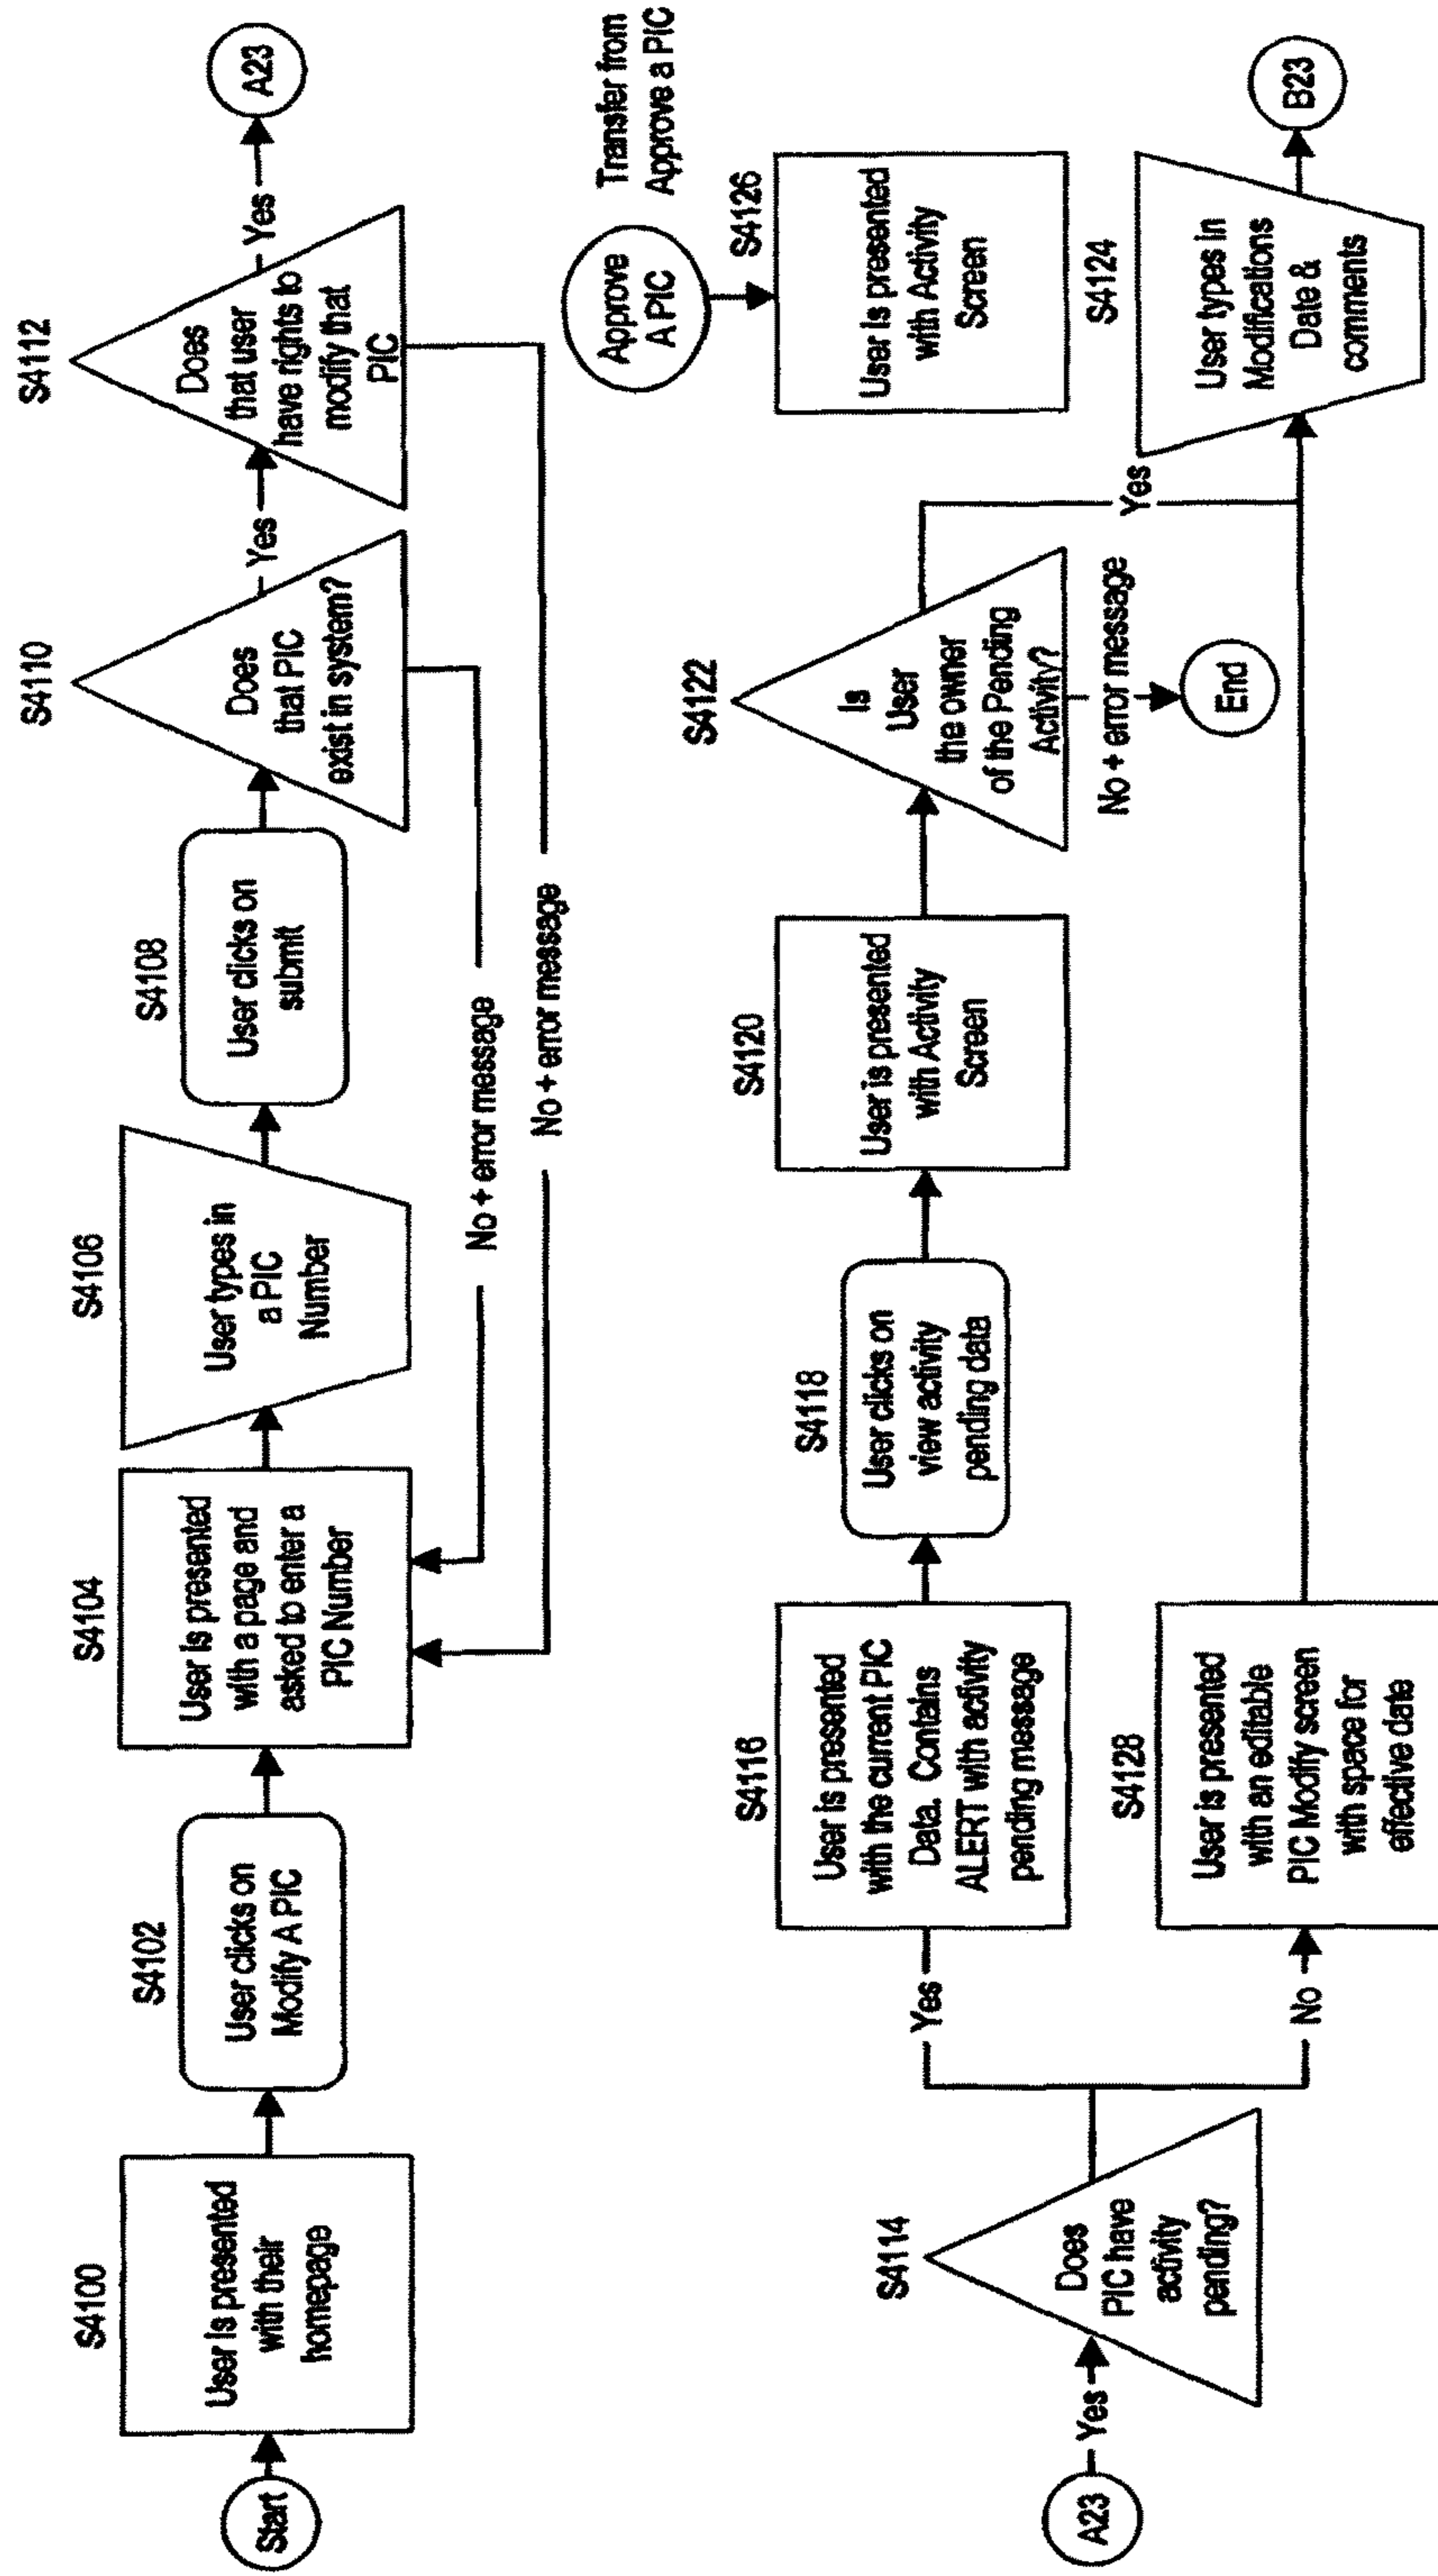 Start
S4100
User is presented
with their
homepage
S4102
User clicks on
Modify A PIC
S4104
User is presented
with a page and
asked to enter a
PIC Number
S4106
User types in
a PIC
Number
S4108
User clicks on
submit
S4110
Does
that PIC
exist in system?
Yes
S4112
Does
that user
have rights to
modify that
PIC
Yes
A23
No + error message
No + error message
Approve
A PIC
Transfer from
Approve a PIC
S4126
User is presented
with Activity
Screen
A23
Yes
S4114
Does
PIC have
activity
pending?
Yes
S4116
User is presented
with the current PIC
Data. Contains
ALERT with activity
pending message
S4118
User clicks on
view activity
pending data
S4120
User is presented
with Activity
Screen
S4122
Is
User
the owner
of the Pending
Activity?
Yes
No + error message
End
No
S4128
User is presented
with an editable
PIC Modify screen
with space for
effective date
S4124
User types in
Modifications
Date &
comments
B23